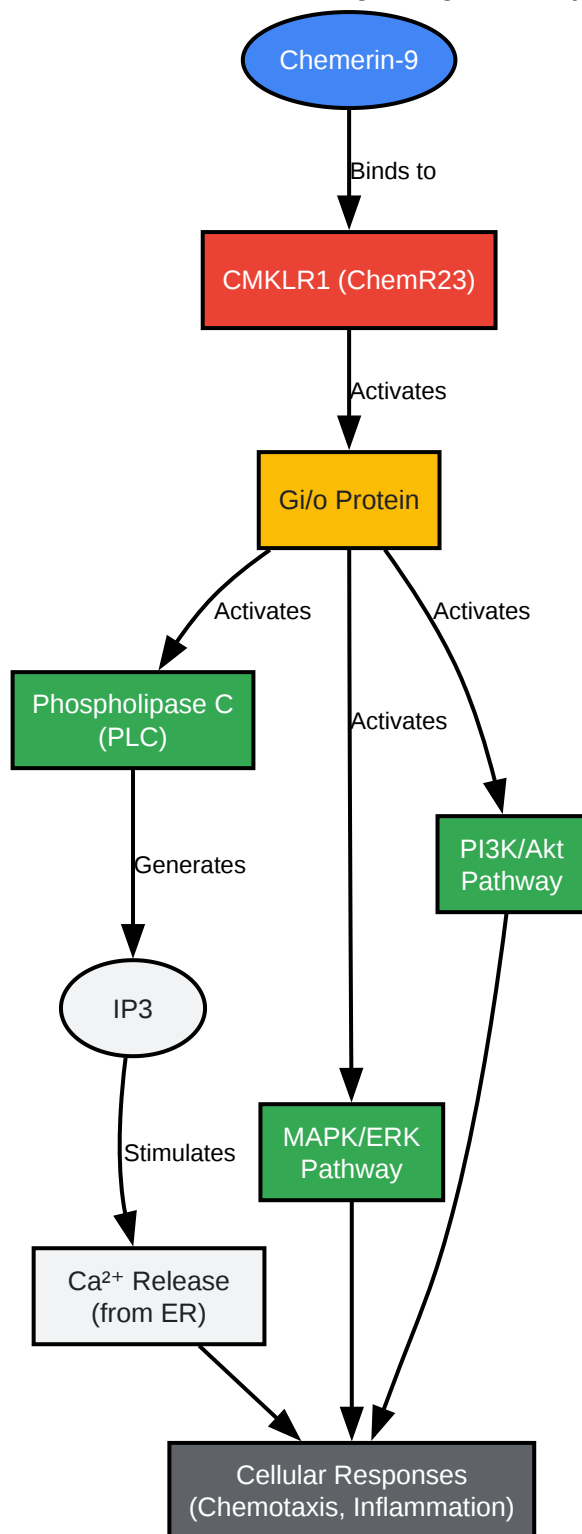 Chemerin-9
Binds to
CMKLR1 (ChemR23)
Activates
Gi/o Protein
Activates
Activates
Phospholipase C
(PLC)
Activates
Generates
PI3K/Akt
Pathway
IP3
MAPK/ERK
Pathway
Stimulates
Ca²⁺ Release
(from ER)
Cellular Responses
(Chemotaxis, Inflammation)